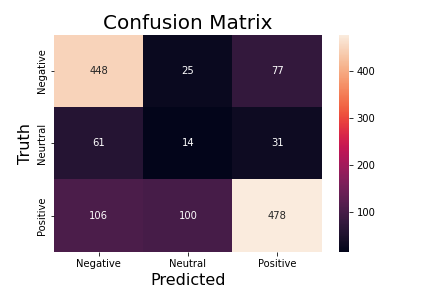 Confusion Matrix
Negative 448 25 77 400
Neurtral 61 14 31 300
200
Positive 106 100 478 100
Negative Neutral Positive
Truth
Predicted